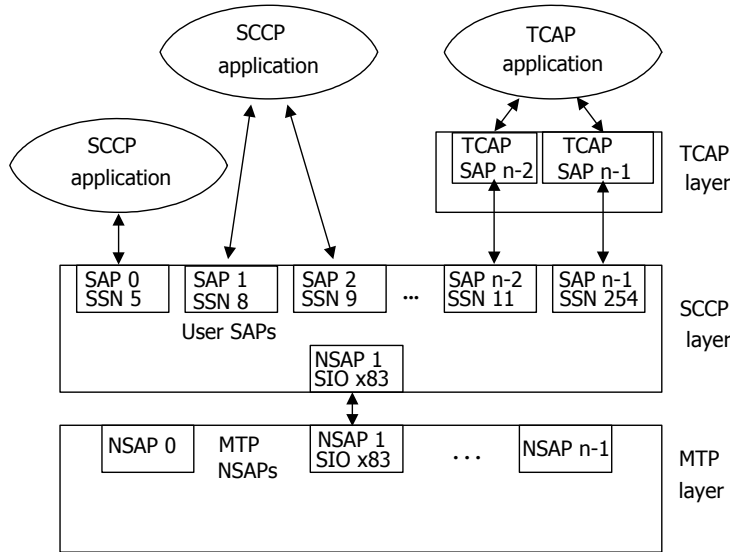 SCCP
application
TCAP
application
SCCP
application
TCAP
SAP n-2
TCAP
SAP n-1
TCAP
layer
SAP 0
SSN 5
SAP 1
SSN 8
SAP 2
SSN 9
...
SAP n-2
SSN 11
SAP n-1
SSN 254
SCCP
layer
User SAPs
NSAP 1
SIO x83
NSAP 0
MTP
NSAPs
NSAP 1
SIO x83
...
NSAP n-1
MTP
layer